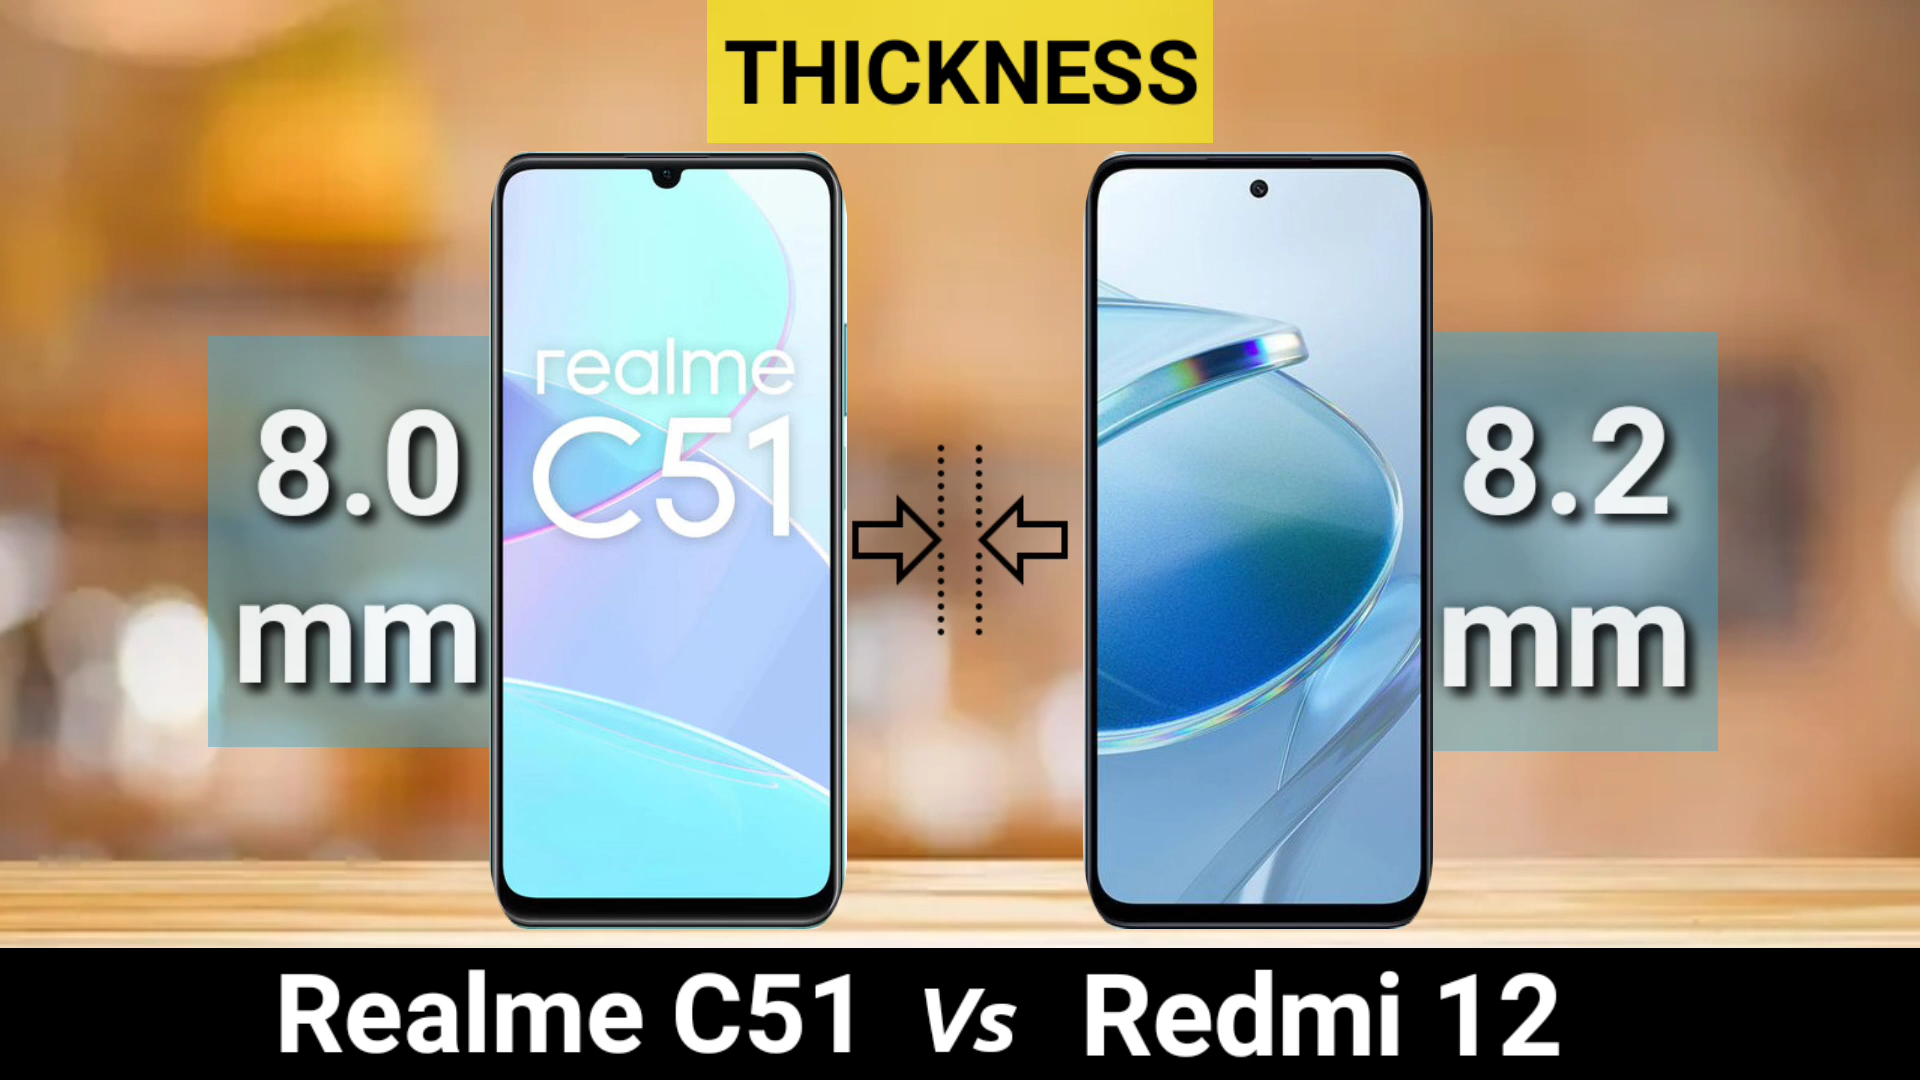 THICKNESS
8.0
mm
realme
C51
8.2
mm
Realme C51 Vs Redmi 12